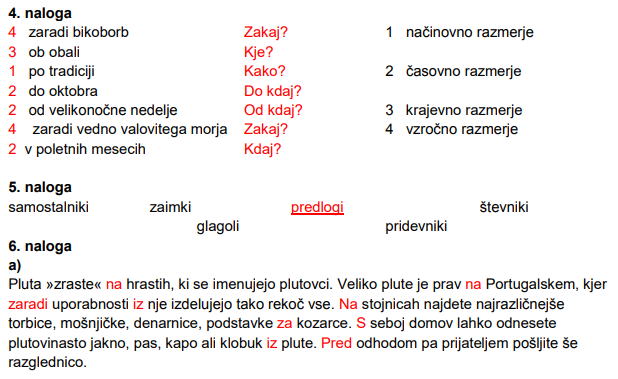 4. naloga
4 zaradi bikoborb Zakaj? 1 načinovno razmerje
3 ob obali Kje?
1 po tradiciji Kako? 2 časovno razmerje
2 do oktobra Do kdaj?
2 od velikonočne nedelje Od kdaj? 3 krajevno razmerje
4 zaradi vedno valovitega morja Zakaj? 4 vzročno razmerje
2 v poletnih mesecih Kdaj?
5. naloga
samostalniki zaimki predlogi števniki
glagoli pridevniki
6. naloga
a)
Pluta »zraste« na hrastih, ki se imenujejo plutovci. Veliko plute je prav na Portugalskem, kjer
zaradi uporabnosti iz nje izdelujejo tako rekoč vse. Na stojnicah najdete najrazličnejše
torbice, mošnjičke, denarnice, podstavke za kozarce. S seboj domov lahko odnesete
plutovinasto jakno, pas, kapo ali klobuk iz plute. Pred odhodom pa prijateljem pošljite še
razglednico.